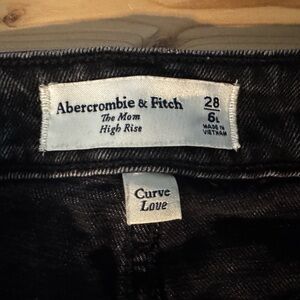 Abercrombie & Fitch
The Mom
High Rise
28
6L
MADE IN
VIETNAM
Curve
Love